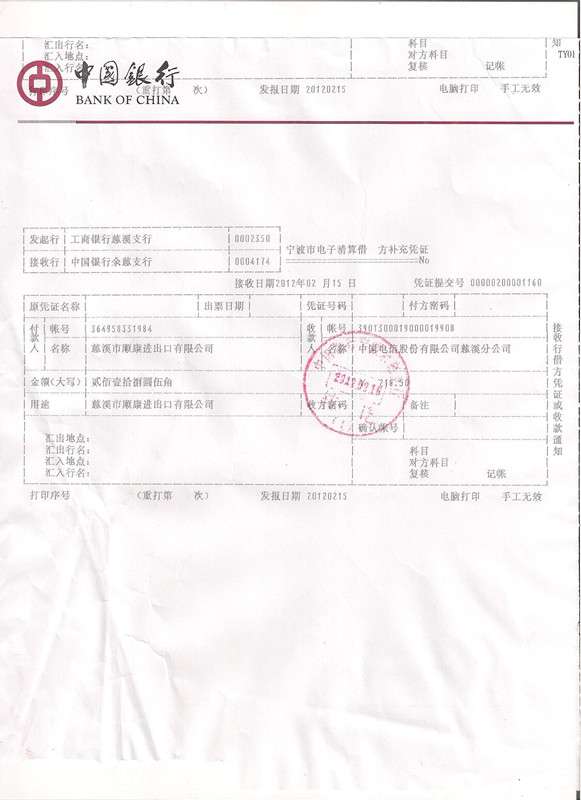 汇出行名： 科目 知
汇入地点： 对方科目 TY01
入行名： 复核 记帐
中国银行
BANK OF CHINA
打印序号 （重打第 次） 发报日期 20120215 电脑打印 手工无效
发起行 工商银行慈溪支行 0002350
宁波市电子清算借 方补充凭证
接收行 中国银行余慈支行 0004174 No
接收日期2012年02 月15 日 凭证提交号 00000200001160
原凭证名称 出票日期 凭证号码 付方密码
付款人 帐号 364958331984 收款人 帐号 3901300019000019908
名称 慈溪市顺康进出口有限公司 名称 中国电信股份有限公司慈溪分公司
金额(大写) 贰佰壹拾捌圆伍角 218.50
用途 慈溪市顺康进出口有限公司 收方密码 备注
确认帐号
汇出地点： 科目
汇出行名： 对方科目
汇入地点： 复核 记帐
汇入行名：
接收行借方凭证或收款通知
打印序号 （重打第 次） 发报日期 20120215 电脑打印 手工无效